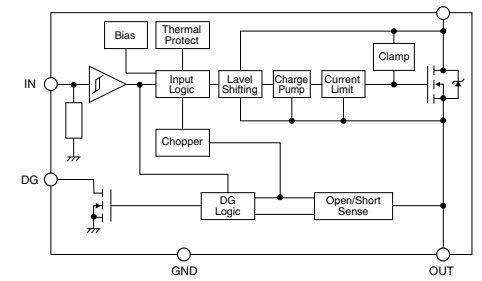 Bias
Thermal
Protect
Clamp
IN
Input
Logic
Lavel
Shifting
Charge
Pump
Current
Limit
Chopper
DG
DG
Logic
Open/Short
Sense
GND
OUT